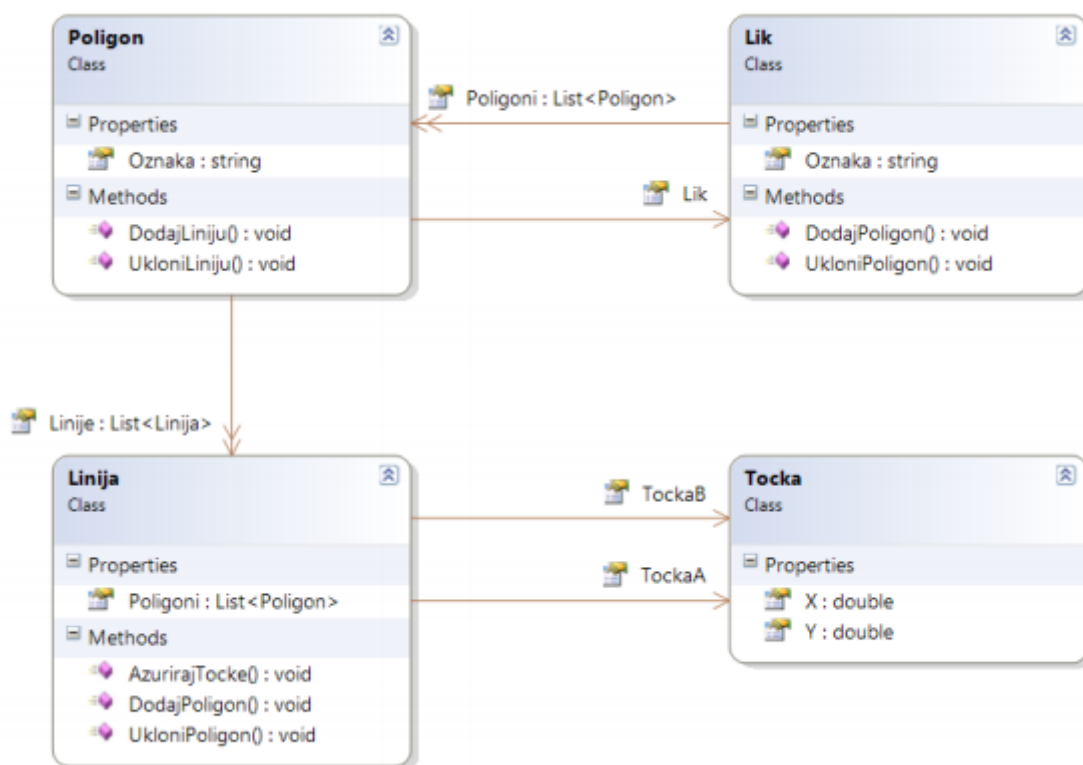 Poligon
Class
Properties
Oznaka : string
Methods
DodajLiniju() : void
UkloniLiniju() : void
Poligoni : List<Poligon>
Lik
Lik
Class
Properties
Oznaka : string
Methods
DodajPoligon() : void
UkloniPoligon() : void
Linije : List<Linija>
Linija
Class
Properties
Poligoni : List<Poligon>
Methods
AzurirajTocke() : void
DodajPoligon() : void
UkloniPoligon() : void
TockaB
TockaA
Tocka
Class
Properties
X : double
Y : double